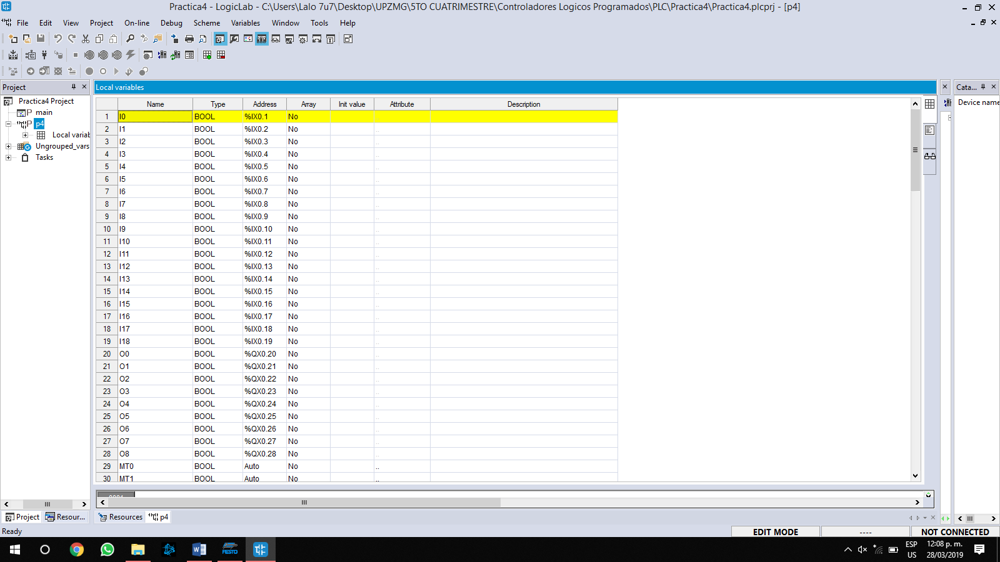 Practica4 - LogicLab - C:\Users\Lalo 7u7\Desktop\UPZMG\5TO CUATRIMESTRE\Controladores Logicos Programados\PLC\Practica4\Practica4.plcprj - [p4]
File Edit View Project On-line Debug Scheme Variables Window Tools Help
Project
Local variables
Cata...
Practica4 Project
main
p4
Local variab
Ungrouped_vars
Tasks
Device name
Name Type Address Array Init value Attribute Description
1 I0 BOOL %IX0.1 No ..
2 I1 BOOL %IX0.2 No ..
3 I2 BOOL %IX0.3 No ..
4 I3 BOOL %IX0.4 No ..
5 I4 BOOL %IX0.5 No ..
6 I5 BOOL %IX0.6 No ..
7 I6 BOOL %IX0.7 No ..
8 I7 BOOL %IX0.8 No ..
9 I8 BOOL %IX0.9 No ..
10 I9 BOOL %IX0.10 No ..
11 I10 BOOL %IX0.11 No ..
12 I11 BOOL %IX0.12 No ..
13 I12 BOOL %IX0.13 No ..
14 I13 BOOL %IX0.14 No ..
15 I14 BOOL %IX0.15 No ..
16 I15 BOOL %IX0.16 No ..
17 I16 BOOL %IX0.17 No ..
18 I17 BOOL %IX0.18 No ..
19 I18 BOOL %IX0.19 No ..
20 O0 BOOL %QX0.20 No ..
21 O1 BOOL %QX0.21 No ..
22 O2 BOOL %QX0.22 No ..
23 O3 BOOL %QX0.23 No ..
24 O4 BOOL %QX0.24 No ..
25 O5 BOOL %QX0.25 No ..
26 O6 BOOL %QX0.26 No ..
27 O7 BOOL %QX0.27 No ..
28 O8 BOOL %QX0.28 No ..
29 MT0 BOOL Auto No ..
30 MT1 BOOL Auto No ..
Project Resour...
Resources p4
Ready
EDIT MODE ---- NOT CONNECTED
FESTO
ESP
US
12:08 p. m.
28/03/2019